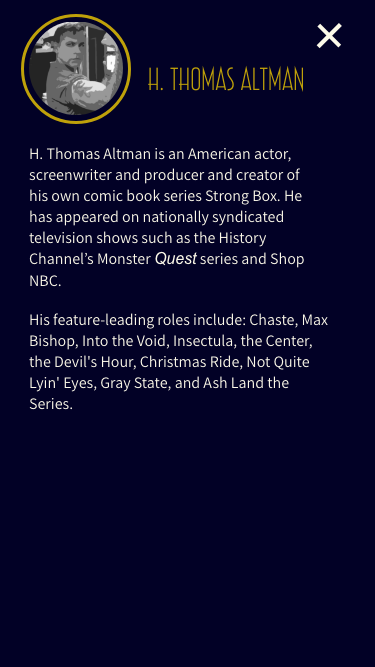 H. THOMAS ALTMAN
H. Thomas Altman is an American actor,
screenwriter and producer and creator of
his own comic book series Strong Box. He
has appeared on nationally syndicated
television shows such as the History
Channel’s Monster Quest series and Shop
NBC.
His feature-leading roles include: Chaste, Max
Bishop, Into the Void, Insectula, the Center,
the Devil's Hour, Christmas Ride, Not Quite
Lyin' Eyes, Gray State, and Ash Land the
Series.